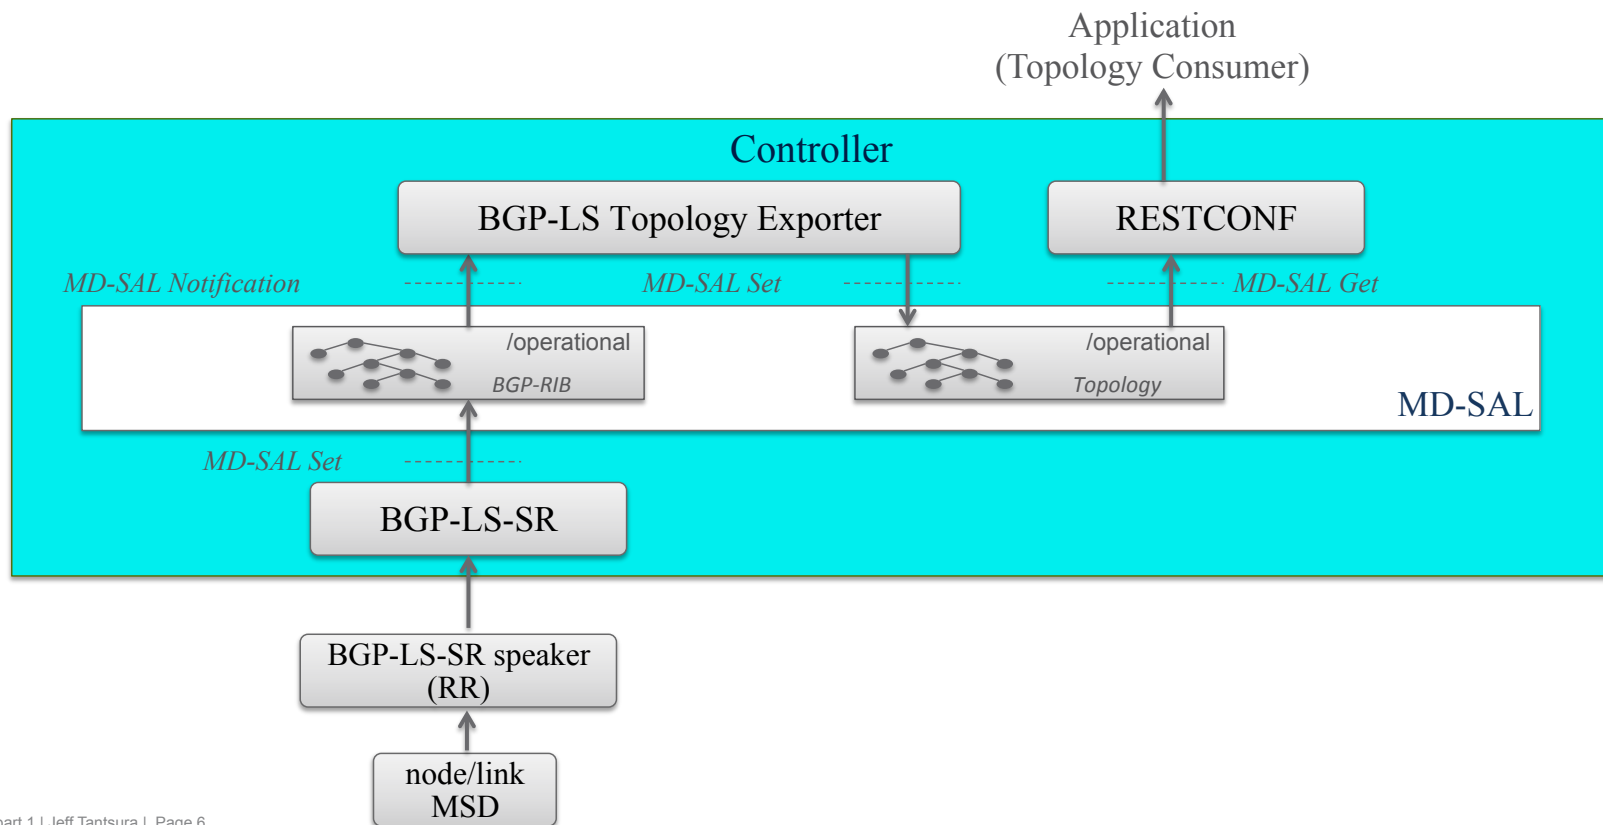 Application
(Topology Consumer)
Controller
BGP-LS Topology Exporter
RESTCONF
MD-SAL Notification
MD-SAL Set
MD-SAL Get
/operational
BGP-RIB
/operational
Topology
MD-SAL
MD-SAL Set
BGP-LS-SR
BGP-LS-SR speaker
(RR)
node/link
MSD
part 1 | Jeff Tantsura | Page 6